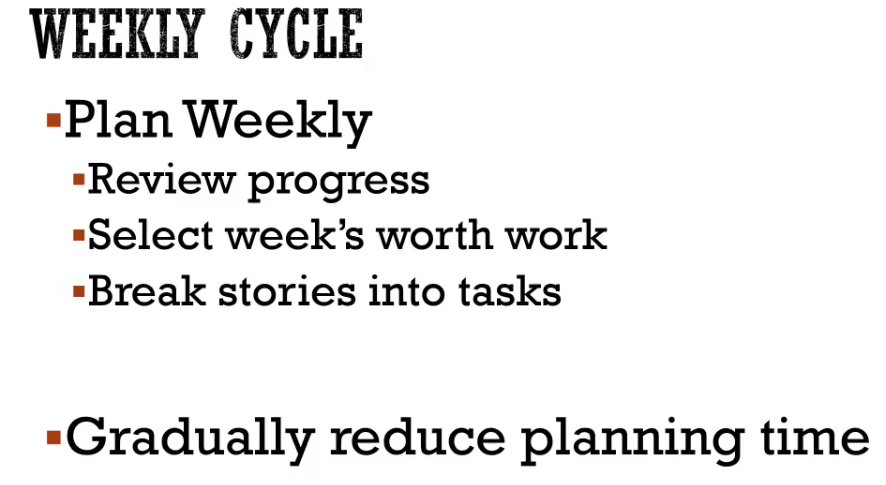 WEEKLY CYCLE
▪Plan Weekly
▪Review progress
▪Select week's worth work
▪Break stories into tasks
▪Gradually reduce planning time